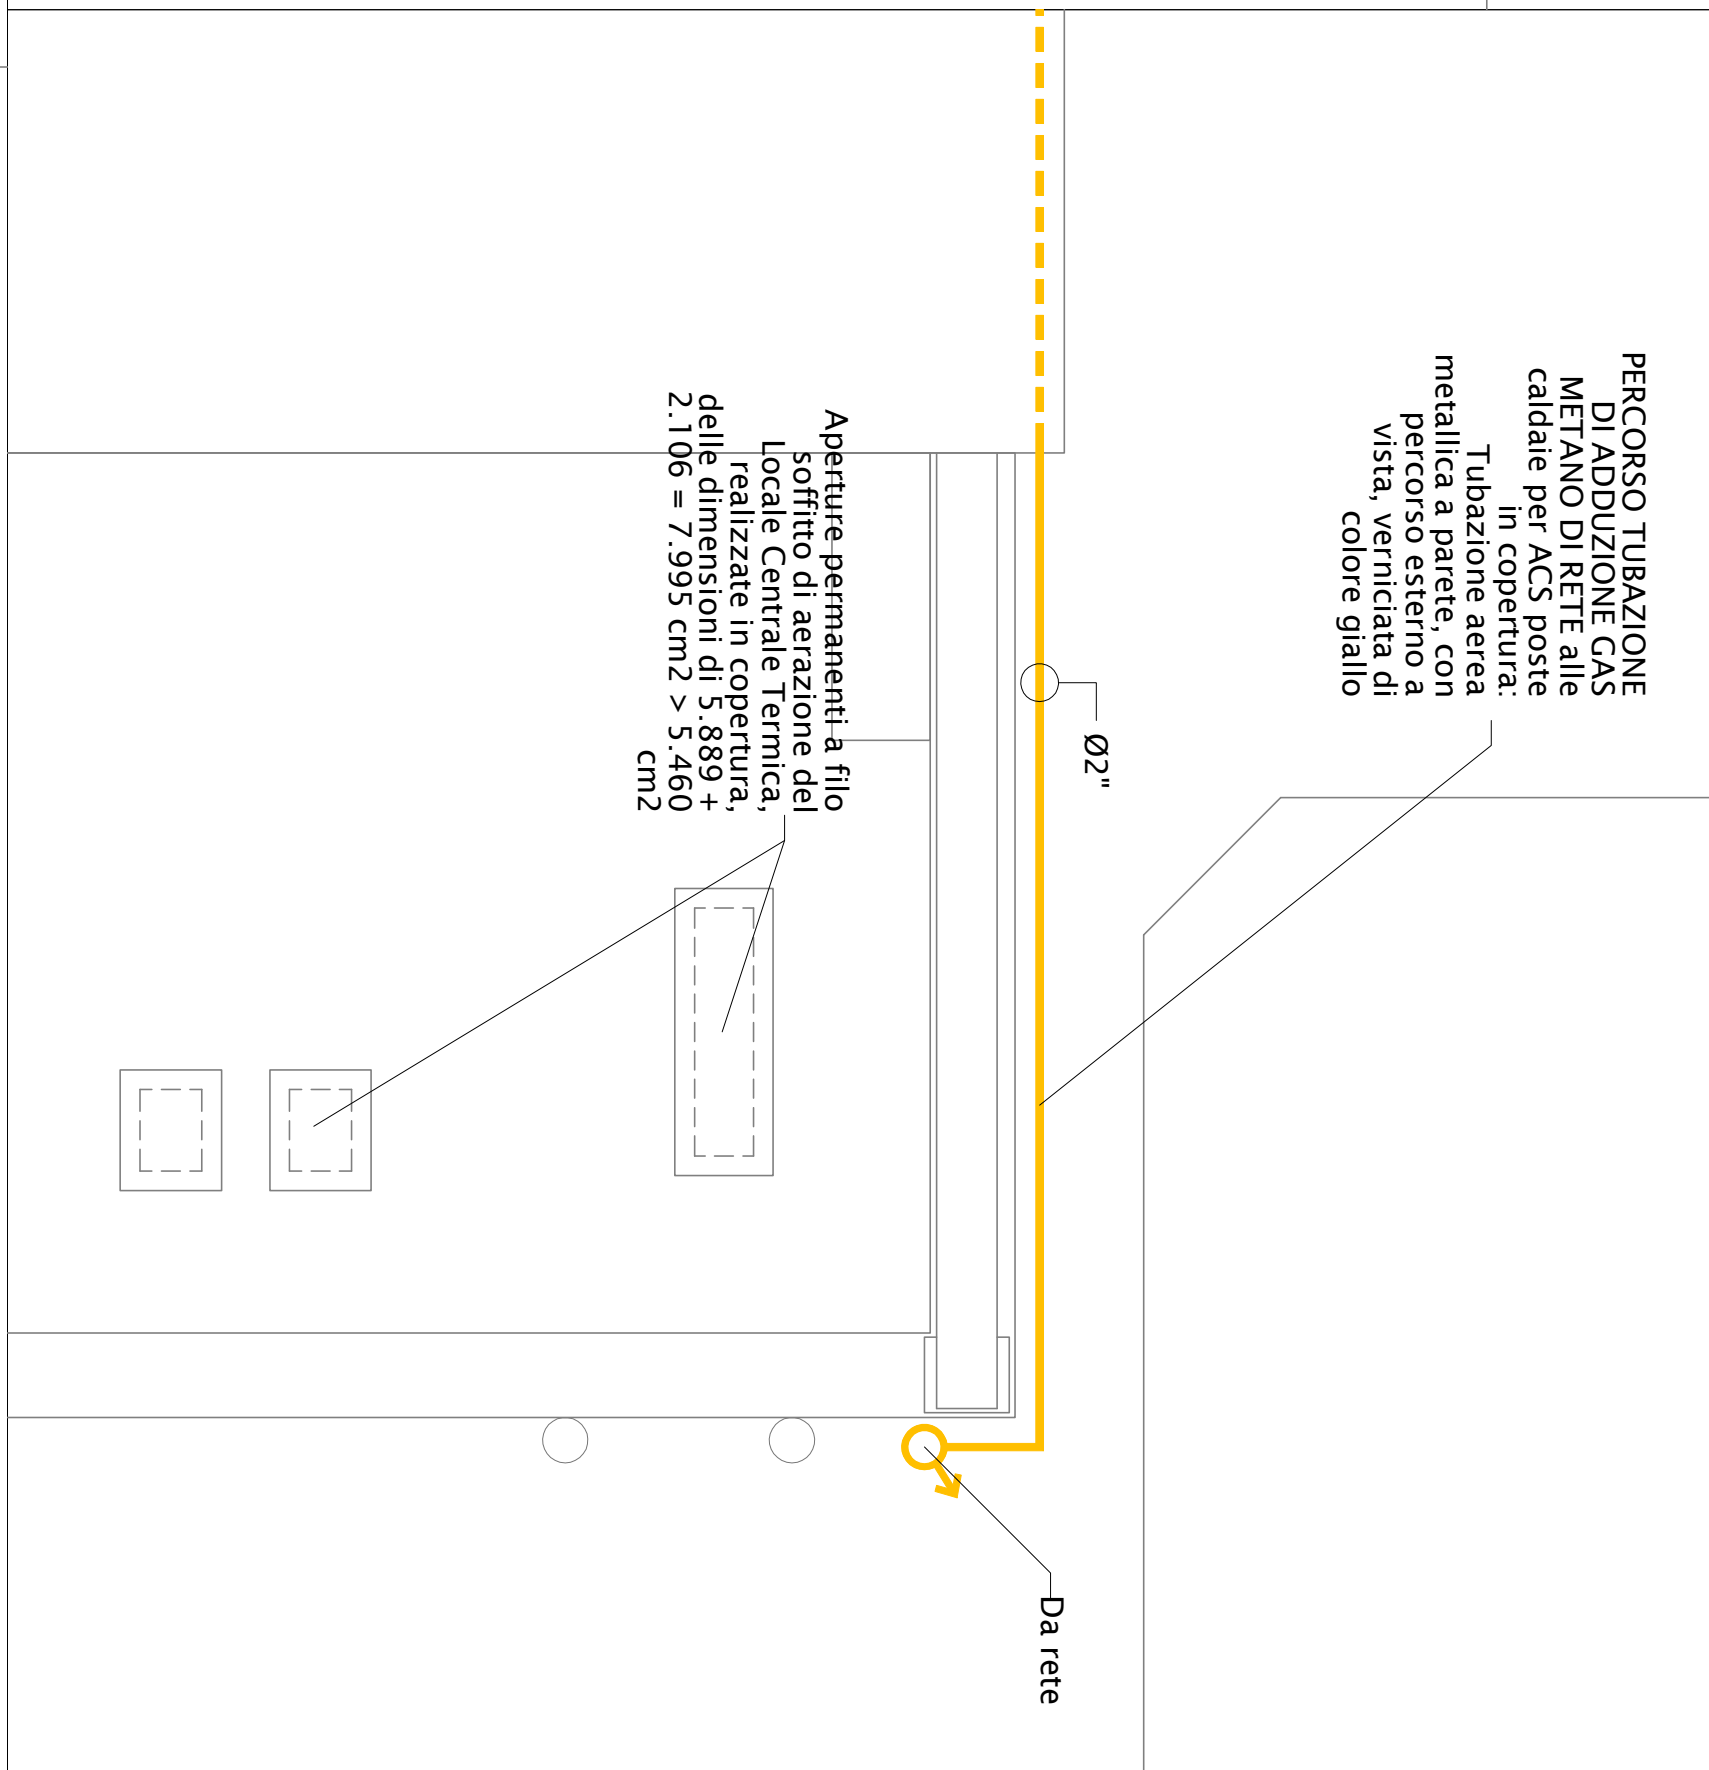 PERCORSO TUBAZIONE
DI ADDUZIONE GAS
METANO DI RETE alle
caldaie per ACS poste
in copertura:
Tubazione aerea
metallica a parete, con
percorso esterno a
vista, verniciata di
colore giallo
Ø2"
Aperture permanenti a filo
soffitto di aerazione del
Locale Centrale Termica,
realizzate in copertura,
delle dimensioni di 5.889 +
2.106 = 7.995 cm2 > 5.460
cm2
Da rete